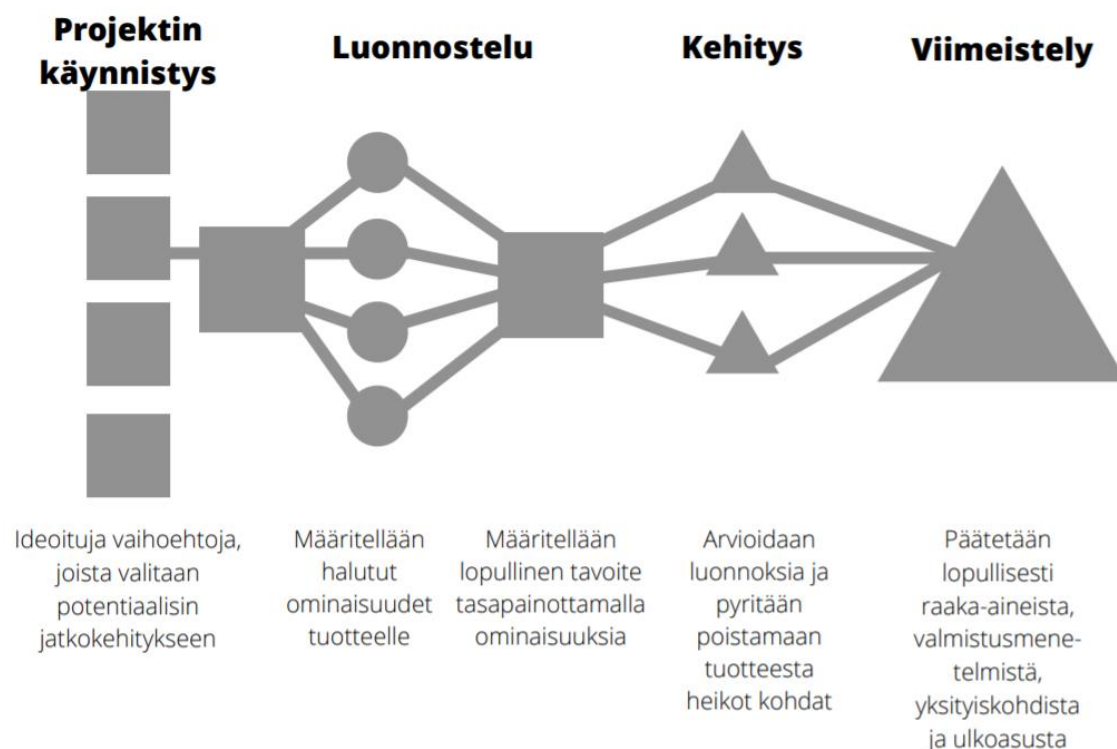 Projektin
käynnistys
Luonnostelu
Kehitys
Viimeistely
Ideoituja vaihoehtoja,
joista valitaan
potentiaalisin
jatkokehitykseen
Määritellään
halutut
ominaisuudet
tuotteelle
Määritellään
lopullinen tavoite
tasapainottamalla
ominaisuuksia
Arvioidaan
luonnoksia ja
pyritään
poistamaan
tuotteesta
heikot kohdat
Päätetään
lopullisesti
raaka-aineista,
valmistusmene-
telmistä,
yksityiskohdista
ja ulkoasusta